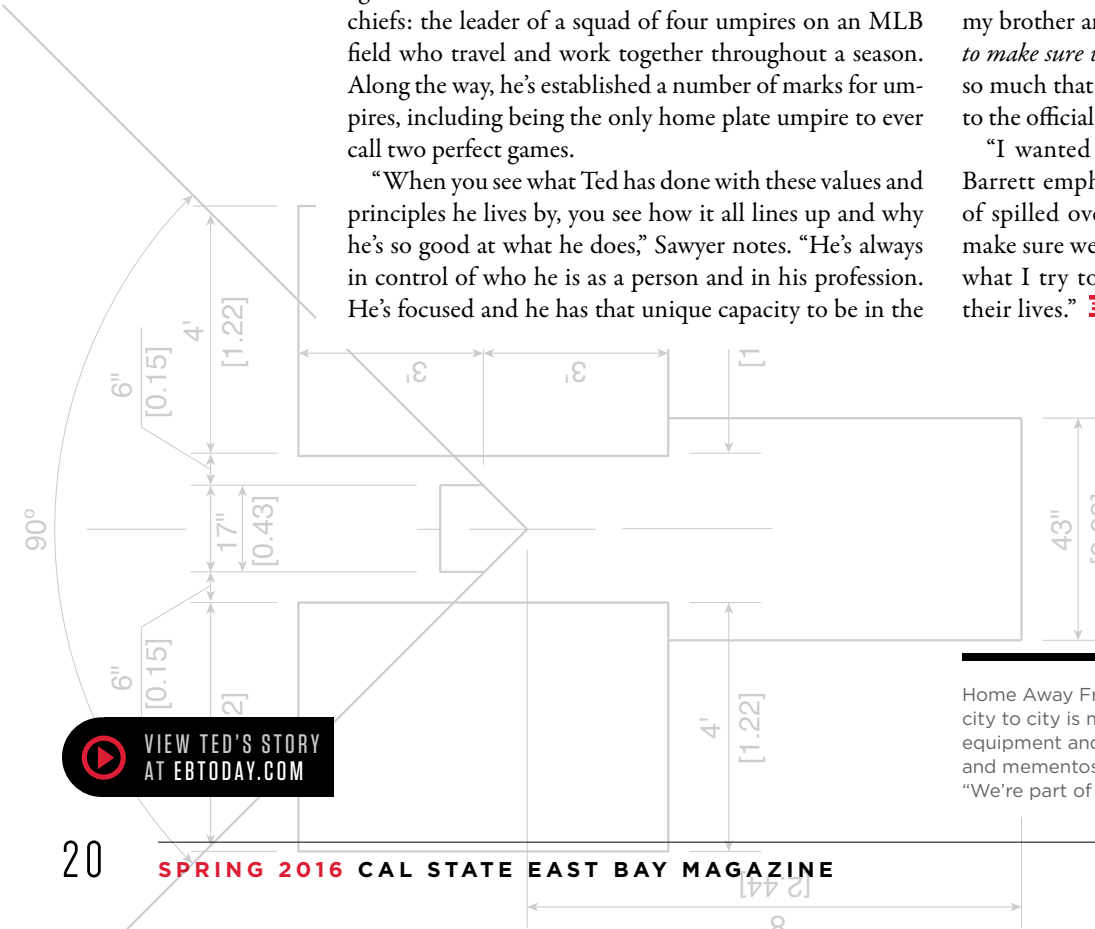 chiefs: the leader of a squad of four umpires on an MLB
field who travel and work together throughout a season.
Along the way, he's established a number of marks for um-
pires, including being the only home plate umpire to ever
call two perfect games.
“When you see what Ted has done with these values and
principles he lives by, you see how it all lines up and why
he's so good at what he does,” Sawyer notes. “He's always
in control of who he is as a person and in his profession.
He's focused and he has that unique capacity to be in the
my brother
to make sure
so much that
to the official
“I wanted
Barrett
of spilled
make sure we
what I try to
their lives.”
4'
[1.22]
6"
[0.15]
3'
3'
90°
17"
[0.43]
43"
6"
[0.15]
4'
[1.22]
Home Away
city to city is
equipment
and mementos
“We're part of
VIEW TED'S STORY
AT EBTODAY.COM
20
SPRING 2016 CAL STATE EAST BAY MAGAZINE
[2.44]
8'